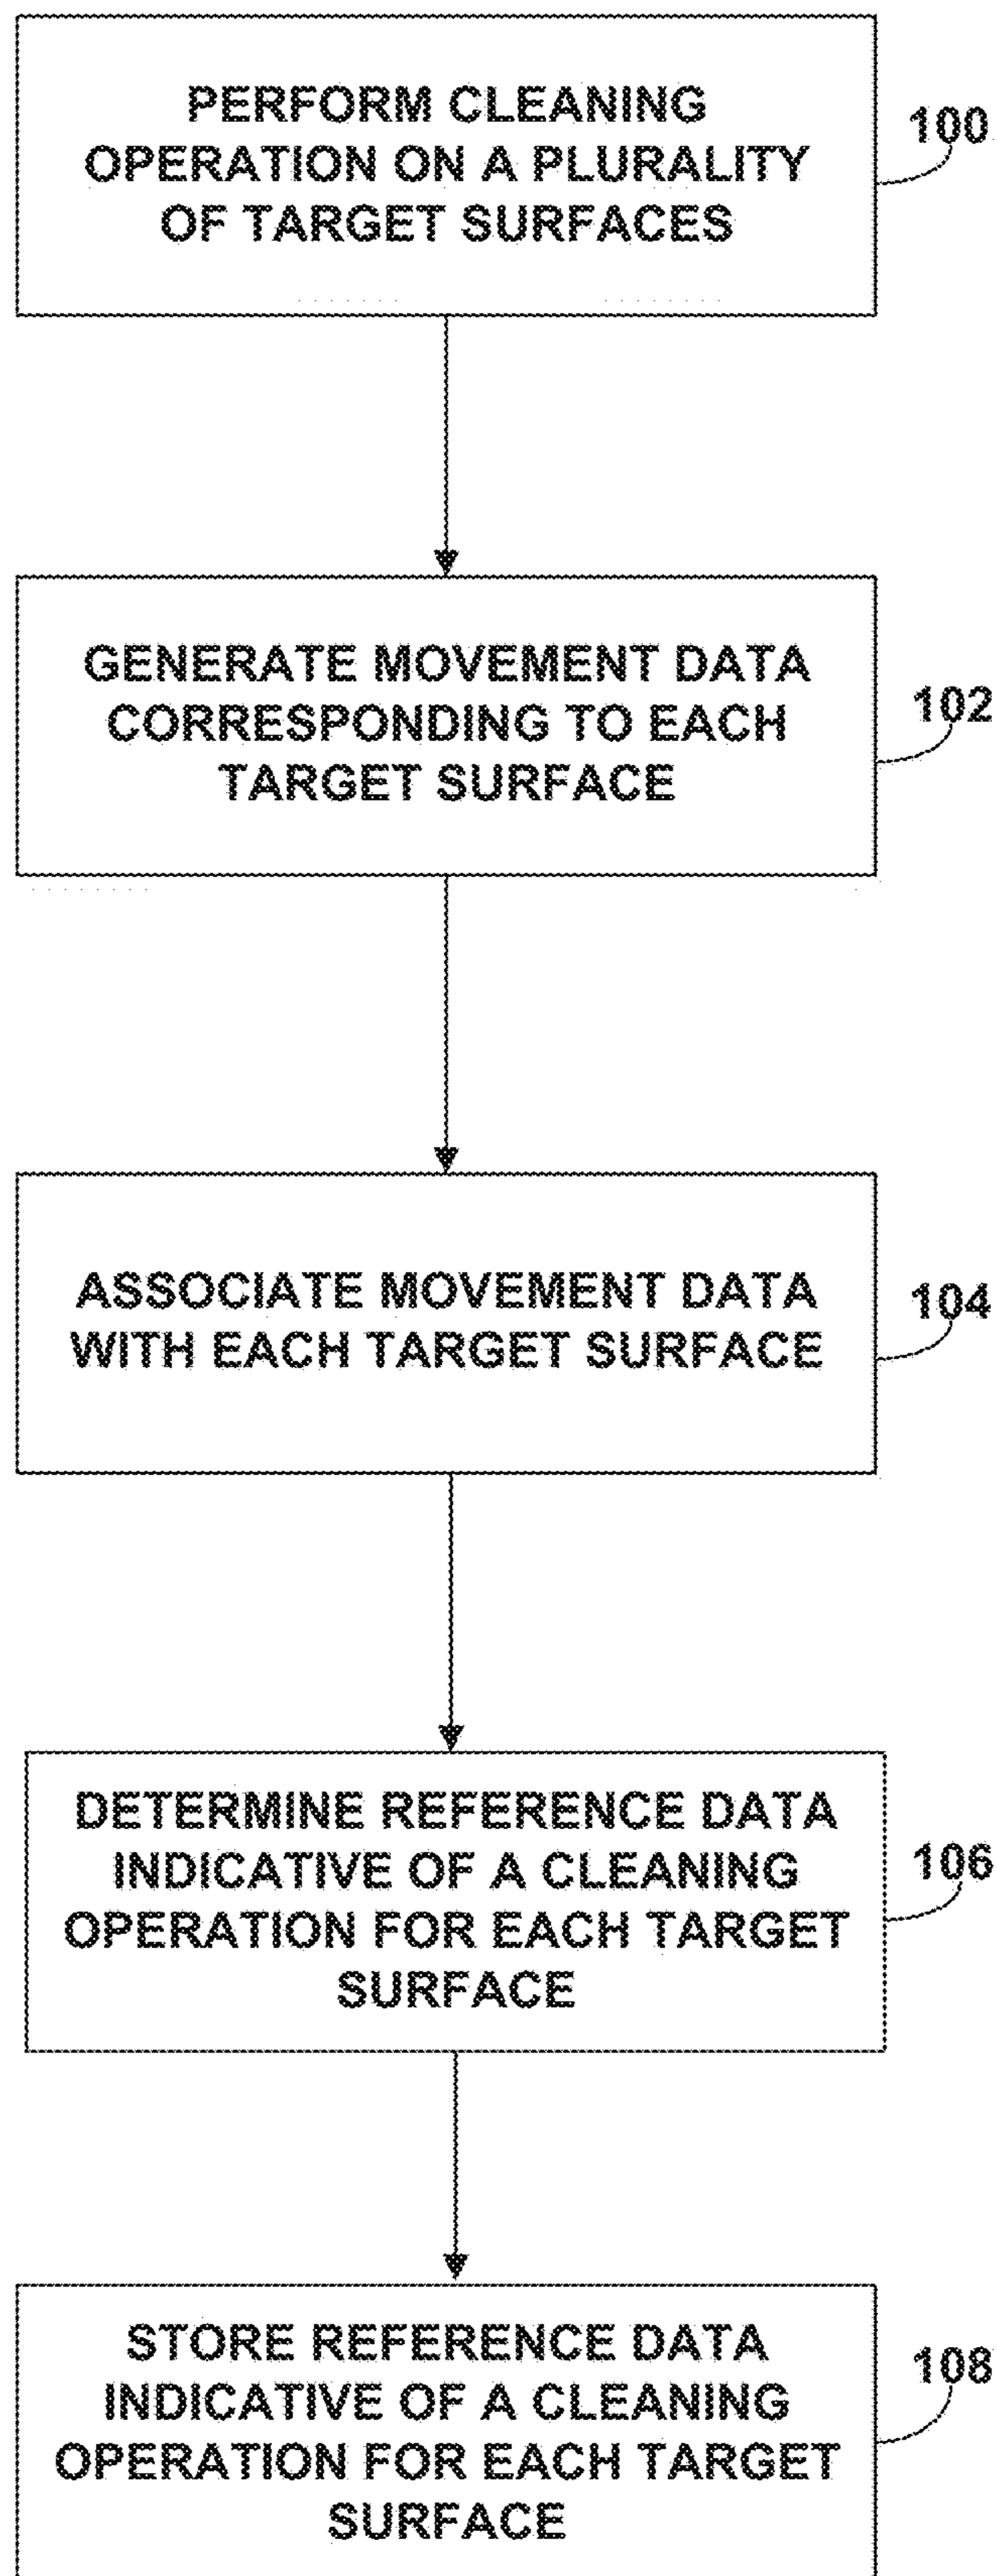 PERFORM CLEANING
OPERATION ON A PLURALITY
OF TARGET SURFACES
100
GENERATE MOVEMENT DATA
CORRESPONDING TO EACH
TARGET SURFACE
102
ASSOCIATE MOVEMENT DATA
WITH EACH TARGET SURFACE
104
DETERMINE REFERENCE DATA
INDICATIVE OF A CLEANING
OPERATION FOR EACH TARGET
SURFACE
106
STORE REFERENCE DATA
INDICATIVE OF A CLEANING
OPERATION FOR EACH TARGET
SURFACE
108